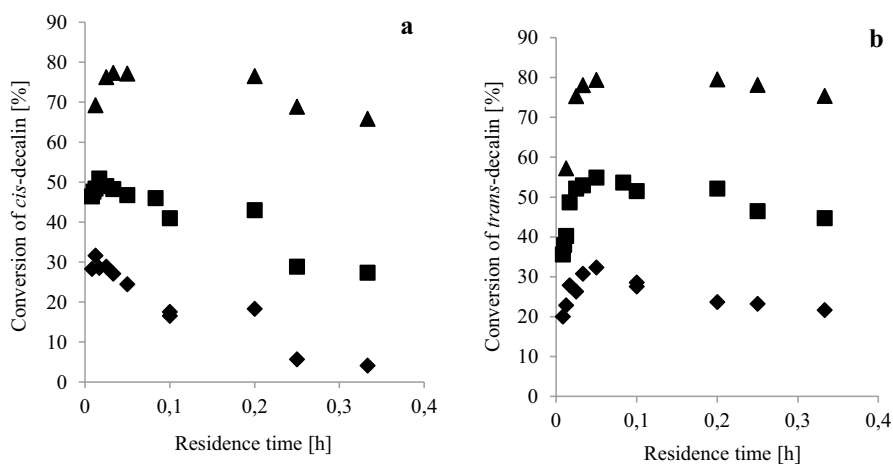 a
Conversion of cis-decalin [%]
90
80
70
60
50
40
30
20
10
0
0 0,1 0,2 0,3 0,4
Residence time [h]
b
Conversion of trans-decalin [%]
90
80
70
60
50
40
30
20
10
0
0 0,1 0,2 0,3 0,4
Residence time [h]